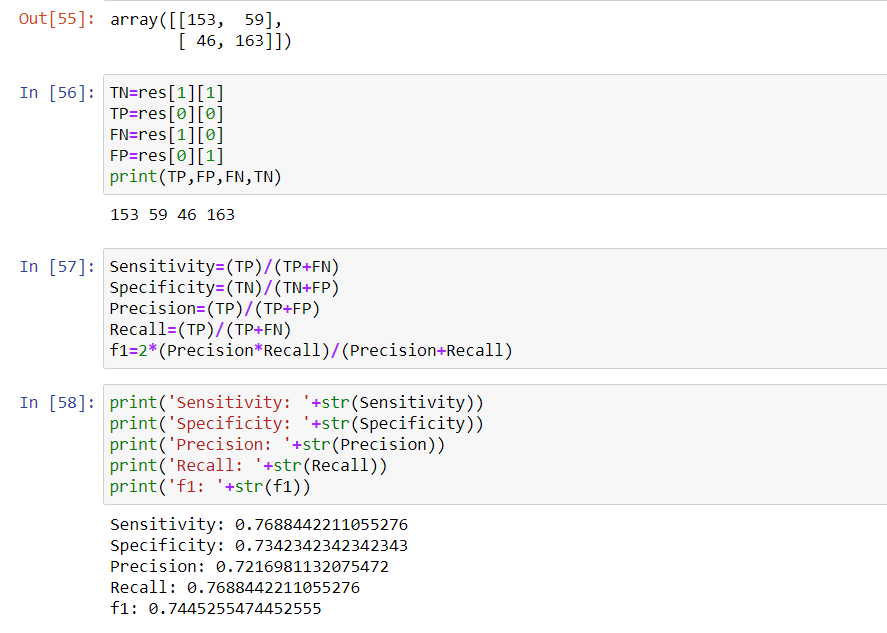 Out[55]: array([[153,  59],
       [ 46, 163]])
In [56]: TN=res[1][1]
TP=res[0][0]
FN=res[1][0]
FP=res[0][1]
print(TP,FP,FN,TN)
153 59 46 163
In [57]: Sensitivity=(TP)/(TP+FN)
Specificity=(TN)/(TN+FP)
Precision=(TP)/(TP+FP)
Recall=(TP)/(TP+FN)
f1=2*(Precision*Recall)/(Precision+Recall)
In [58]: print('Sensitivity: '+str(Sensitivity))
print('Specificity: '+str(Specificity))
print('Precision: '+str(Precision))
print('Recall: '+str(Recall))
print('f1: '+str(f1))
Sensitivity: 0.7688442211055276
Specificity: 0.7342342342342343
Precision: 0.7216981132075472
Recall: 0.7688442211055276
f1: 0.7445255474452555